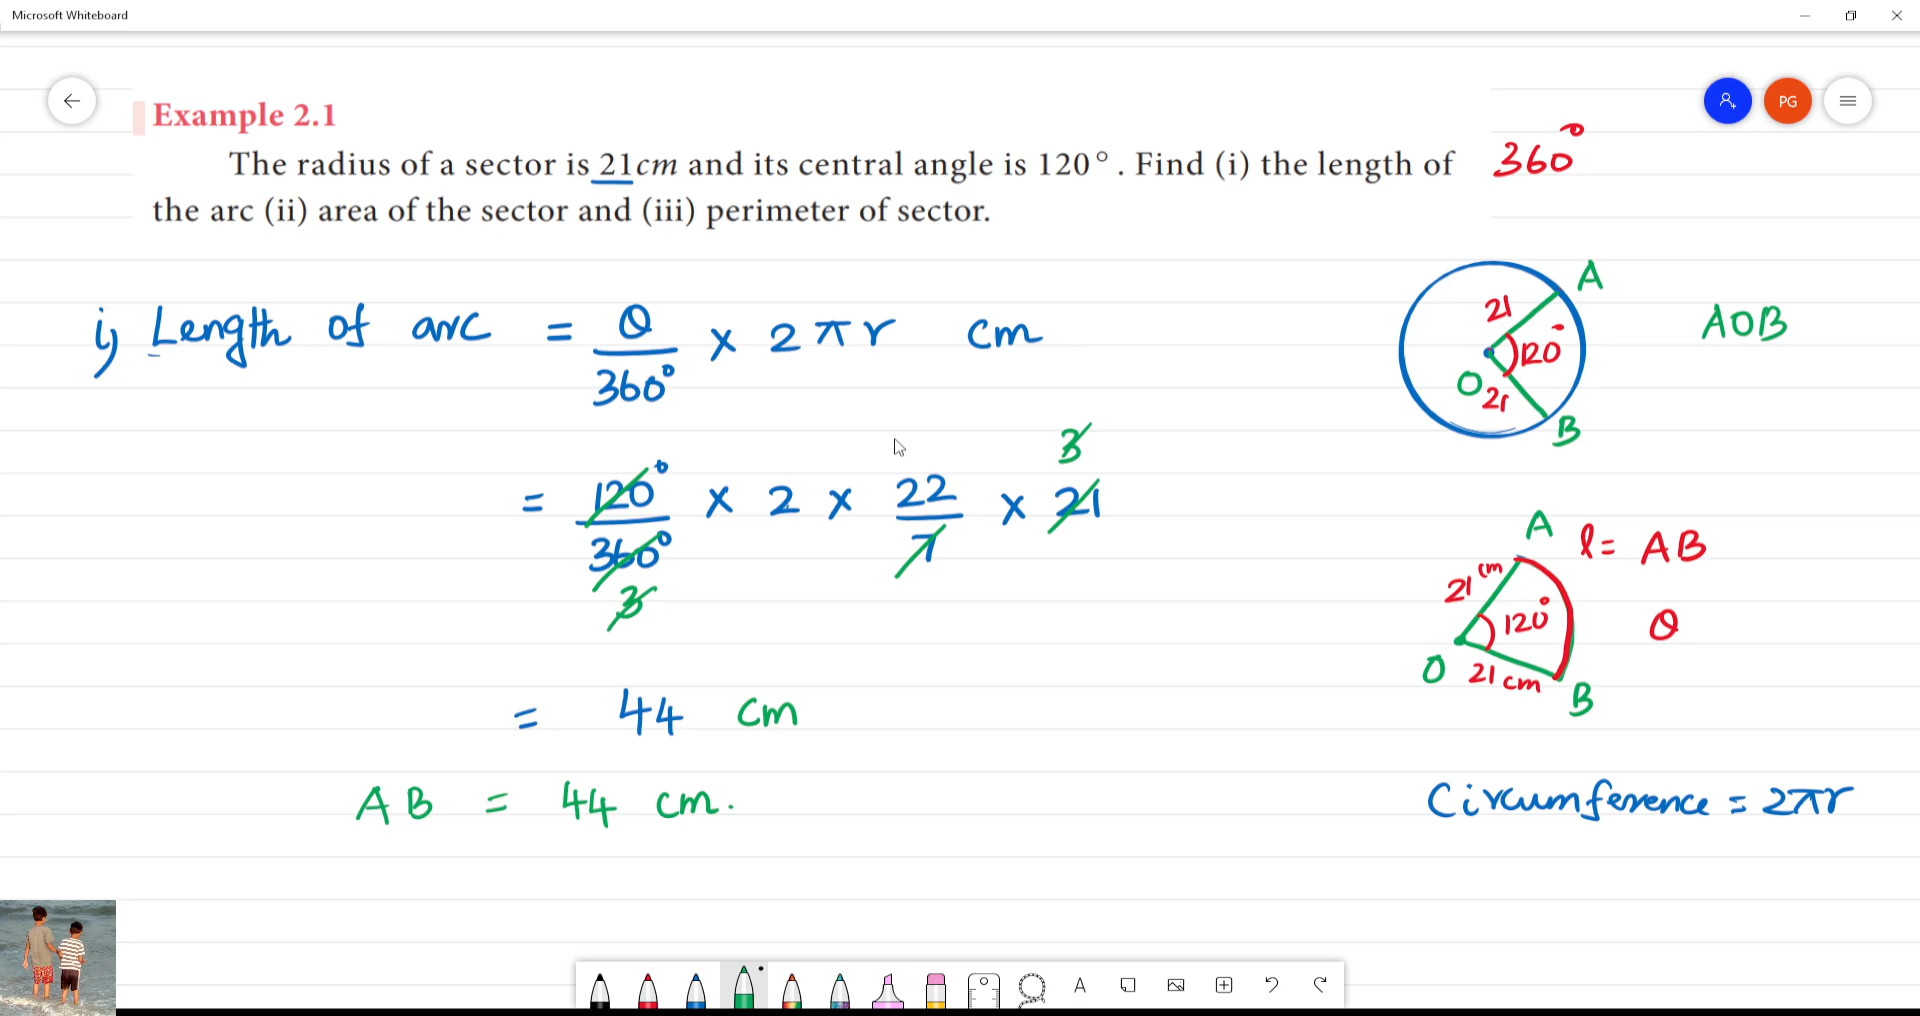 Microsoft Whiteboard
PG
Example 2.1
The radius of a sector is 21cm and its central angle is 120°. Find (i) the length of
the arc (ii) area of the sector and (iii) perimeter of sector.
360°
i) Length of arc = θ/360° × 2πr cm
= 120°/360° × 2 × 22/7 × 21
3
3
= 44 cm
AB = 44 cm.
A
21
120°
O
21
B
AOB
A
l = AB
21 cm
120°
θ
O
21 cm
B
Circumference = 2πr
A